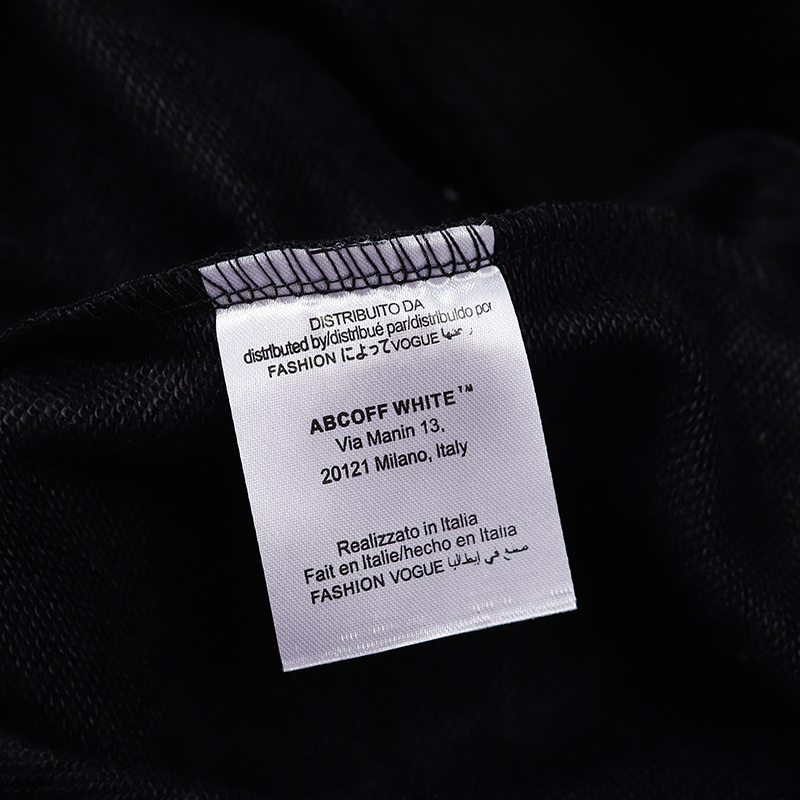 DISTRIBUITO DA
distributed by/distribué par/distribuido por
FASHION によってVOGUE
ABCOFF WHITE™
Via Manin 13,
20121 Milano, Italy
Realizzato in Italia
Fait en Italie/hecho en Italia
FASHION VOGUE صمع في إيطاليا